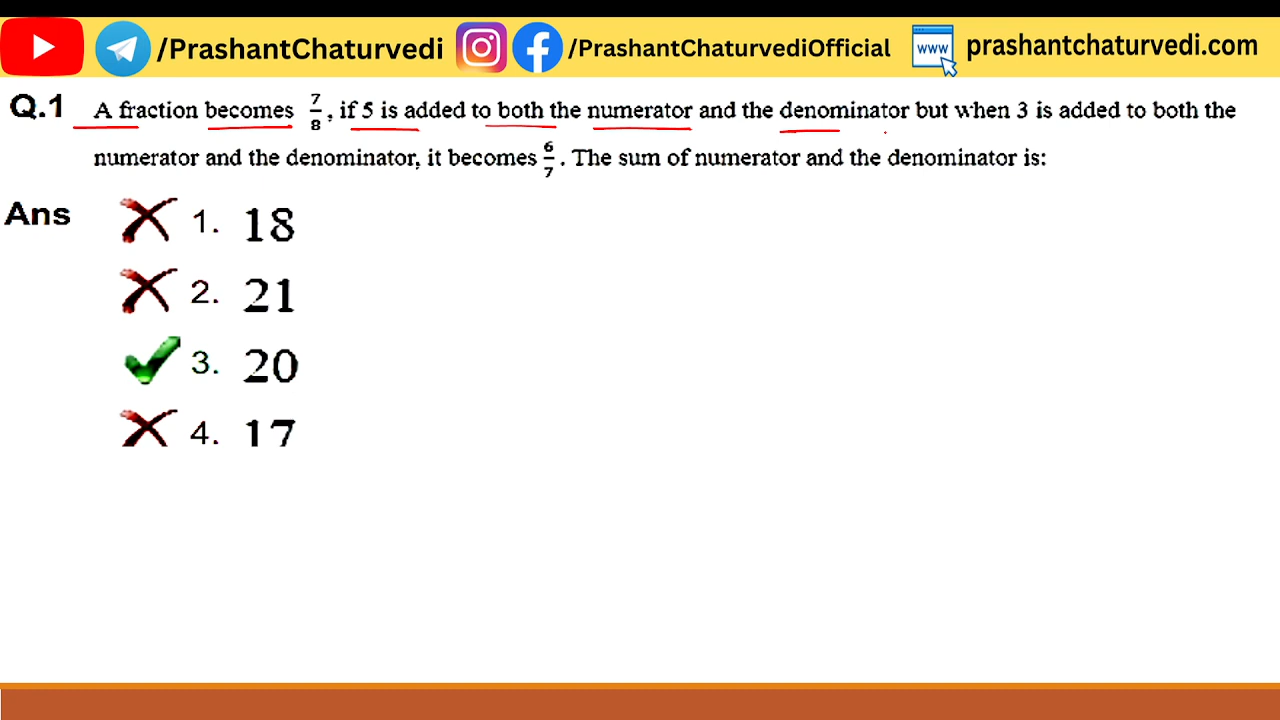 /PrashantChaturvedi /PrashantChaturvediOfficial www prashantchaturvedi.com
Q.1 A fraction becomes 7/8, if 5 is added to both the numerator and the denominator but when 3 is added to both the
numerator and the denominator, it becomes 6/7. The sum of numerator and the denominator is:
Ans 1. 18
2. 21
3. 20
4. 17